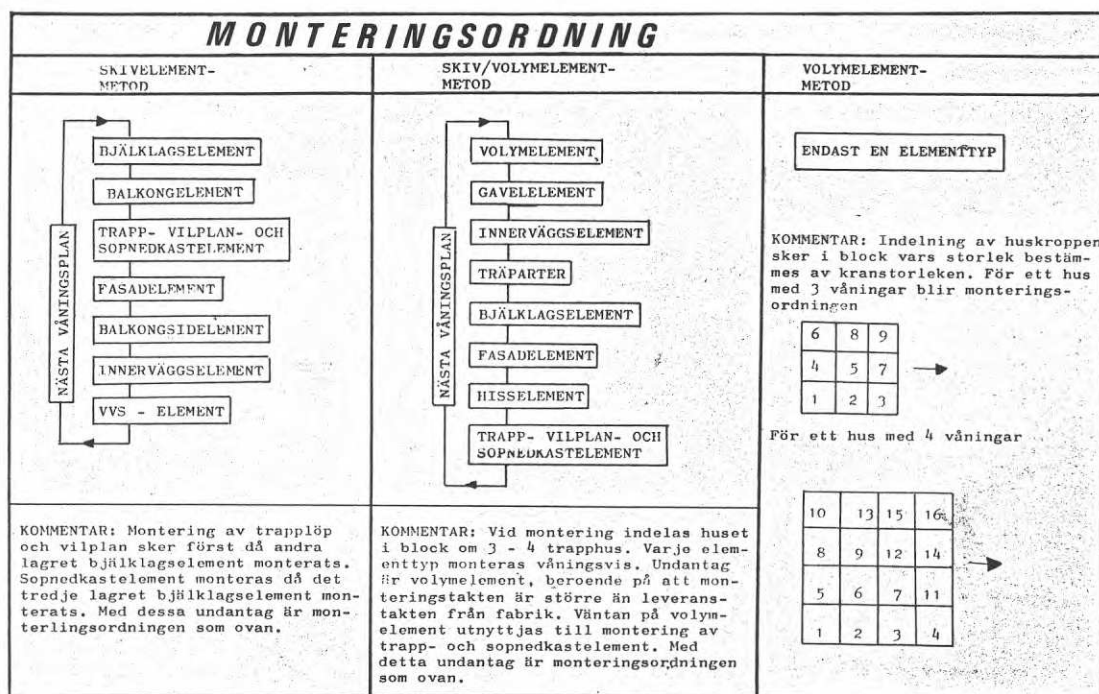 MONTERINGSORDNING
SKIVELEMENT-
METOD
BJÄLKLAGSELEMENT
BALKONGELEMENT
TRAPP- VILPLAN- OCH
SOPNEDKASTELEMENT
FASADELEMENT
BALKONGSIDELEMENT
INNERVÄGGSELEMENT
VVS - ELEMENT
NÄSTA VÅNINGSPLAN
KOMMENTAR: Montering av trapplöp
och vilplan sker först då andra
lagret bjälklagselement monterats.
Sopnedkastelement monteras då det
tredje lagret bjälklagselement mon-
terats. Med dessa undantag är mon-
terlingsordningen som ovan.
SKIV/VOLYMELEMENT-
METOD
VOLYMELEMENT
GAVELELEMENT
INNERVÄGGSELEMENT
TRÄPARTER
BJÄLKLAGSELEMENT
FASADELEMENT
HISSELEMENT
TRAPP- VILPLAN- OCH
SOPNEDKASTELEMENT
NÄSTA VÅNINGSPLAN
KOMMENTAR: Vid montering indelas huset
i block om 3 - 4 trapphus. Varje elem-
enttyp monteras våningsvis. Undantag
är volymelement, beroende på att mon-
teringstakten är större än leverans-
takten från fabrik. Väntan på volym-
element utnyttjas till montering av
trapp- och sopnedkastelement. Med
detta undantag är monteringsordningen
som ovan.
VOLYMELEMENT-
METOD
ENDAST EN ELEMENTTYP
KOMMENTAR: Indelning av huskroppen
sker i block vars storlek bestäm-
mes av kranstorleken. För ett hus
med 3 våningar blir monterings-
ordningen
6 8 9
4 5 7
1 2 3
För ett hus med 4 våningar
10 13 15 16
8 9 12 14
5 6 7 11
1 2 3 4